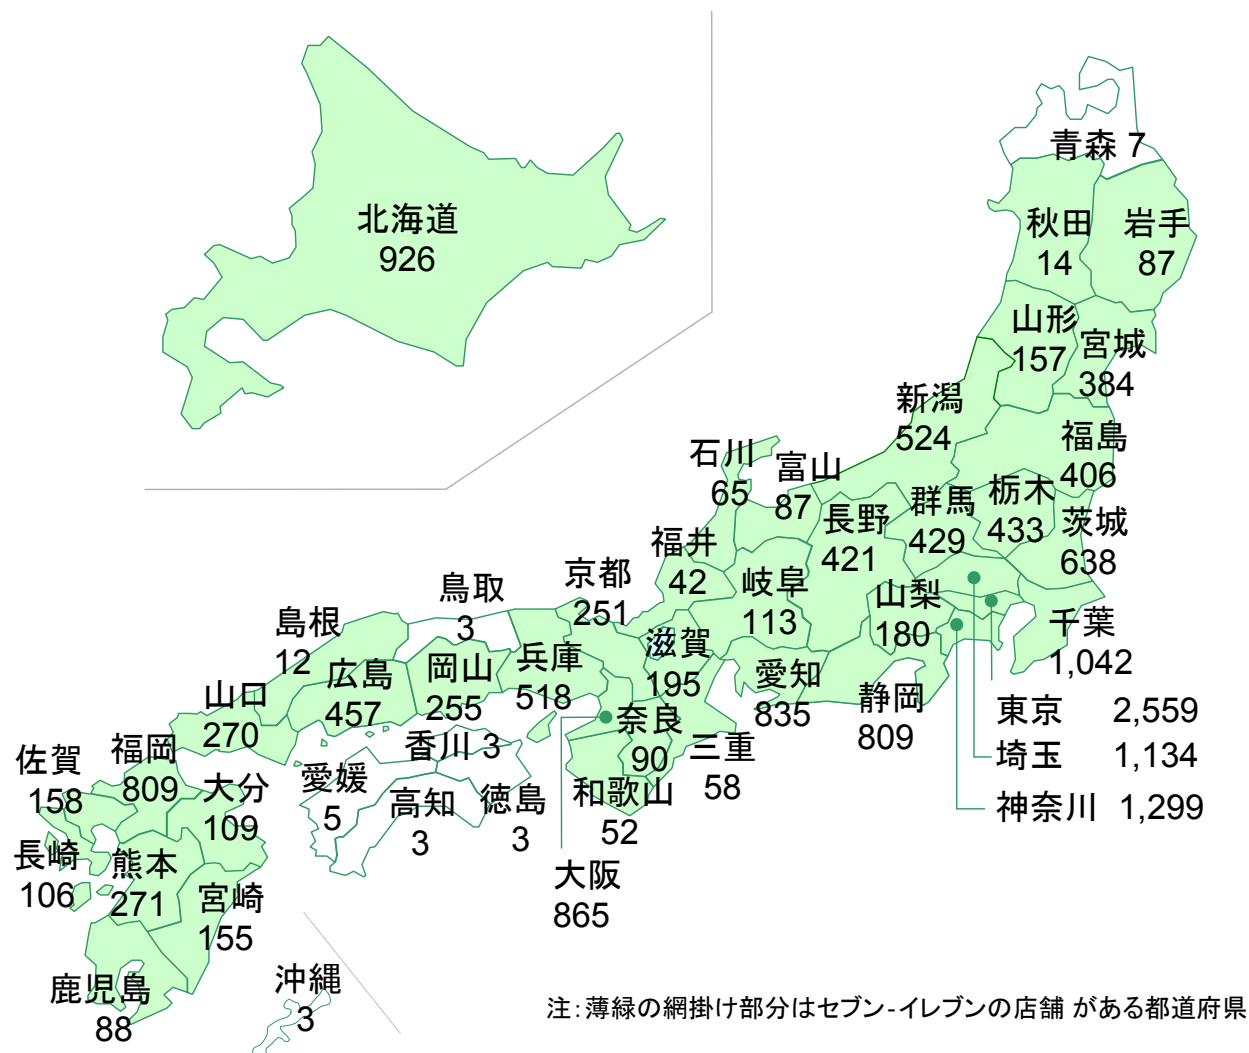 北海道
926
青森 7
秋田
14
岩手
87
山形
157
宮城
384
新潟
524
福島
406
石川
65
富山
87
長野
421
群馬
429
栃木
433
茨城
638
福井
42
岐阜
113
山梨
180
千葉
1,042
京都
251
鳥取
3
島根
12
滋賀
195
兵庫
518
岡山
255
広島
457
山口
270
愛知
835
静岡
809
東京 2,559
埼玉 1,134
神奈川 1,299
奈良
90
三重
58
香川 3
和歌山
52
大阪
865
愛媛
5
高知
3
徳島
3
佐賀
158
福岡
809
大分
109
長崎
106
熊本
271
宮崎
155
鹿児島
88
沖縄
3
注：薄緑の網掛け部分はセブン-イレブンの店舗 がある都道府県